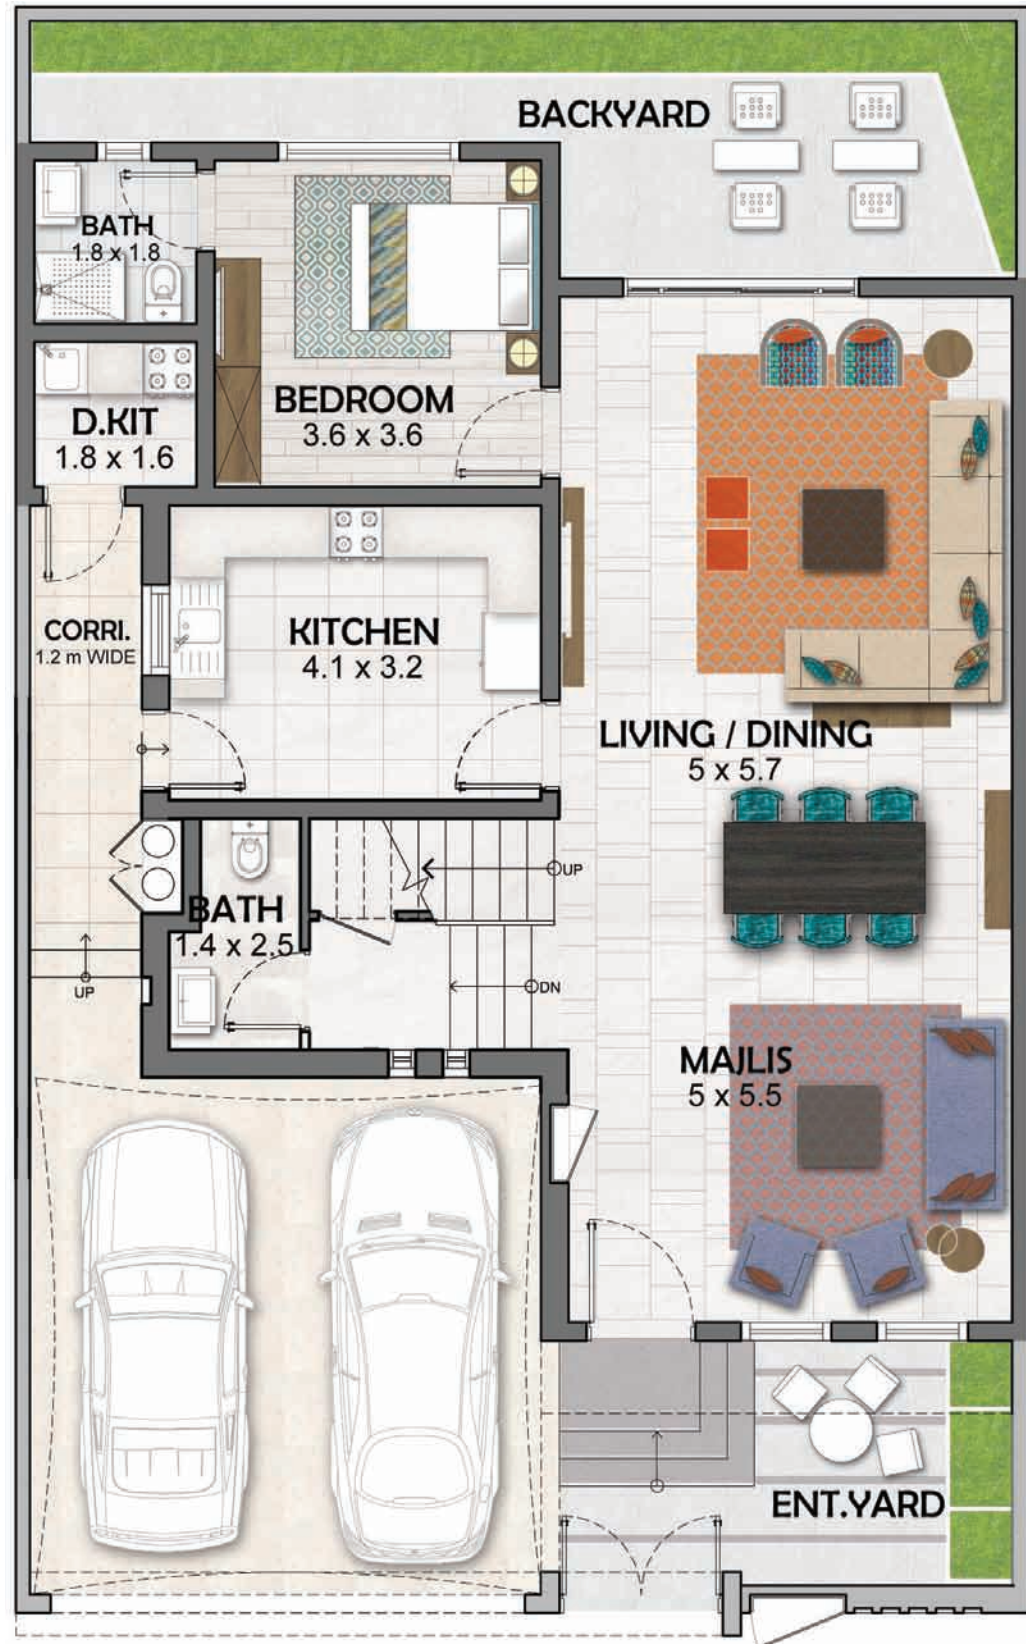 BACKYARD
BATH
1.8 x 1.8
BEDROOM
3.6 x 3.6
D.KIT
1.8 x 1.6
CORRI.
1.2 m WIDE
KITCHEN
4.1 x 3.2
LIVING / DINING
5 x 5.7
UP
BATH
1.4 x 2.5
UP
DN
MAJLIS
5 x 5.5
ENT.YARD